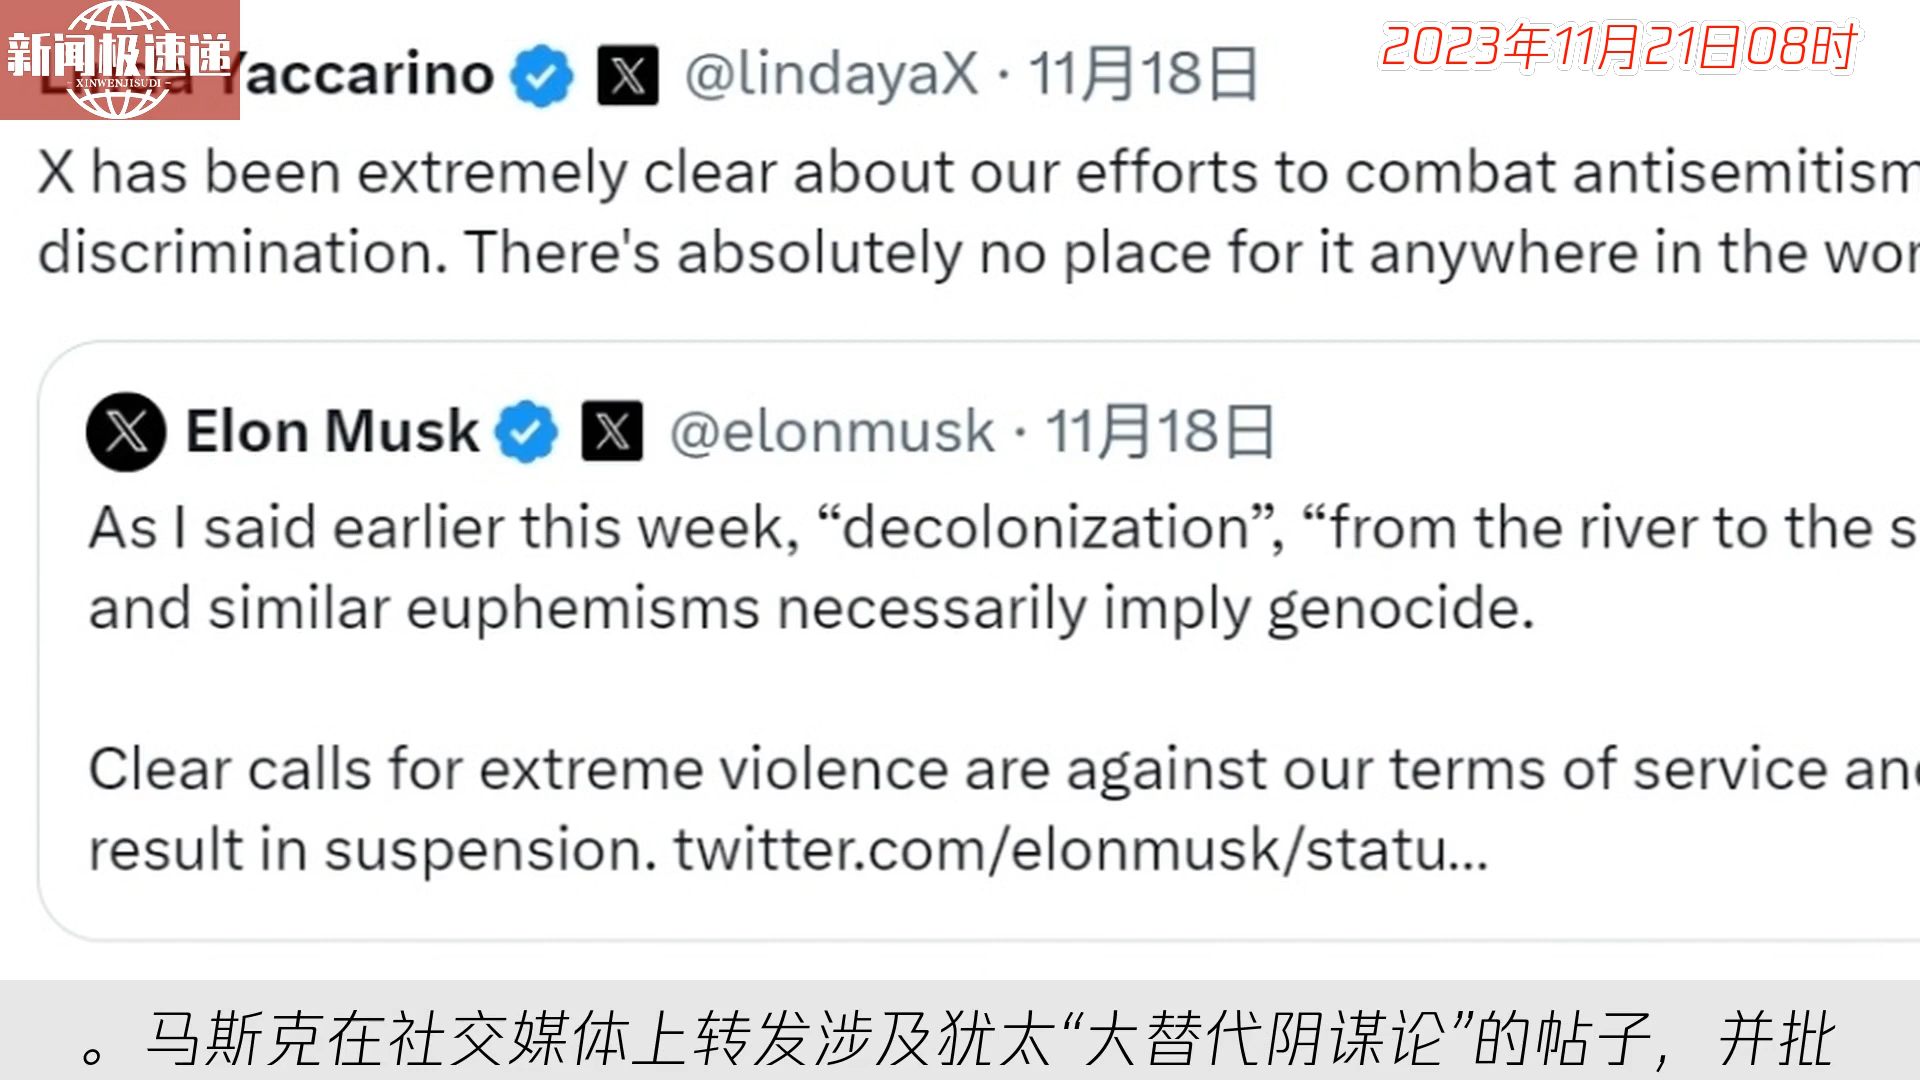 新闻极速递
XINWENJISUDI
2023年11月21日08时
Yaccarino @lindayaX · 11月18日
X has been extremely clear about our efforts to combat antisemitism
discrimination. There's absolutely no place for it anywhere in the wor
Elon Musk @elonmusk · 11月18日
As I said earlier this week, “decolonization”, “from the river to the s
and similar euphemisms necessarily imply genocide.
Clear calls for extreme violence are against our terms of service and
result in suspension. twitter.com/elonmusk/statu...
。马斯克在社交媒体上转发涉及犹太“大替代阴谋论”的帖子，并批